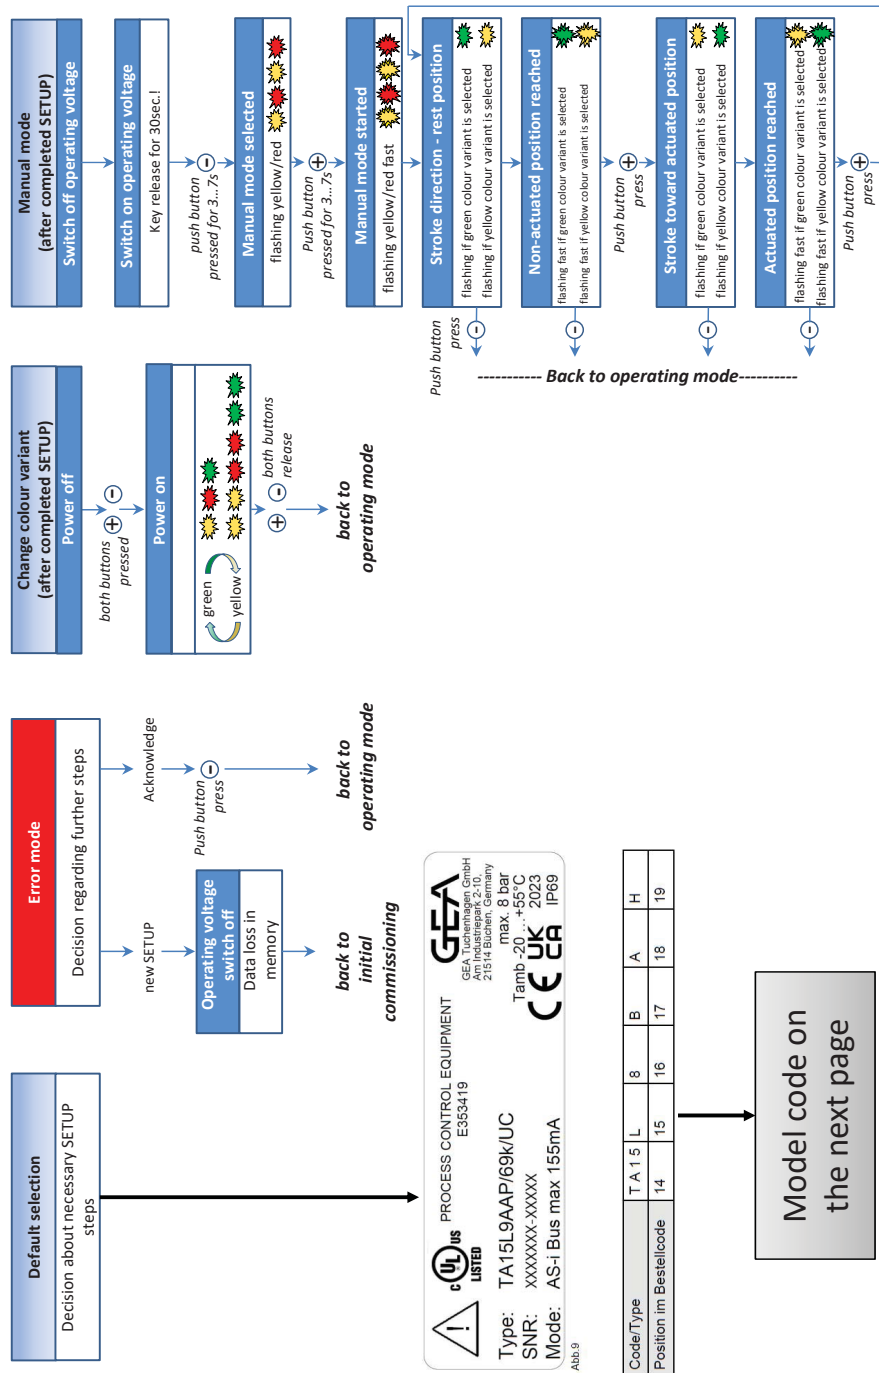 Default selection
Decision about necessary SETUP
steps
Error mode
Decision regarding further steps
new SETUP
Acknowledge
Operating voltage
switch off
Data loss in
memory
Push button
press
-
back to
initial
commissioning
back to
operating mode
Change colour variant
(after completed SETUP)
Power off
both buttons
pressed
+ -
Power on
green
yellow
+ -
both buttons
release
back to
operating mode
Manual mode
(after completed SETUP)
Switch off operating voltage
Switch on operating voltage
Key release for 30sec.!
push button
pressed for 3...7s
-
Manual mode selected
flashing yellow/red
Push button
pressed for 3...7s
+
Manual mode started
flashing yellow/red fast
Stroke direction - rest position
flashing if green colour variant is selected
flashing if yellow colour variant is selected
Push button
press
-
Non-actuated position reached
flashing fast if green colour variant is selected
flashing fast if yellow colour variant is selected
-
Push button
press
+
Stroke toward actuated position
flashing if green colour variant is selected
flashing if yellow colour variant is selected
-
Actuated position reached
flashing fast if green colour variant is selected
flashing fast if yellow colour variant is selected
-
Push button
press
+
----------- Back to operating mode----------
C UL US
LISTED
PROCESS CONTROL EQUIPMENT
E353419
GEA
GEA Tuchenhagen GmbH
Am Industriepark 2-10,
21514 Büchen, Germany
Type: TA15L9AAP/69k/UC
max. 8 bar
SNR: XXXXXXX-XXXXX
Tamb -20 ...+55°C
Mode: AS-i Bus max 155mA
CE UK CA 2023
IP69
Abb.9
Code/Type T A 1 5 L 8 B A H
Position im Bestellcode 14 15 16 17 18 19
Model code on
the next page